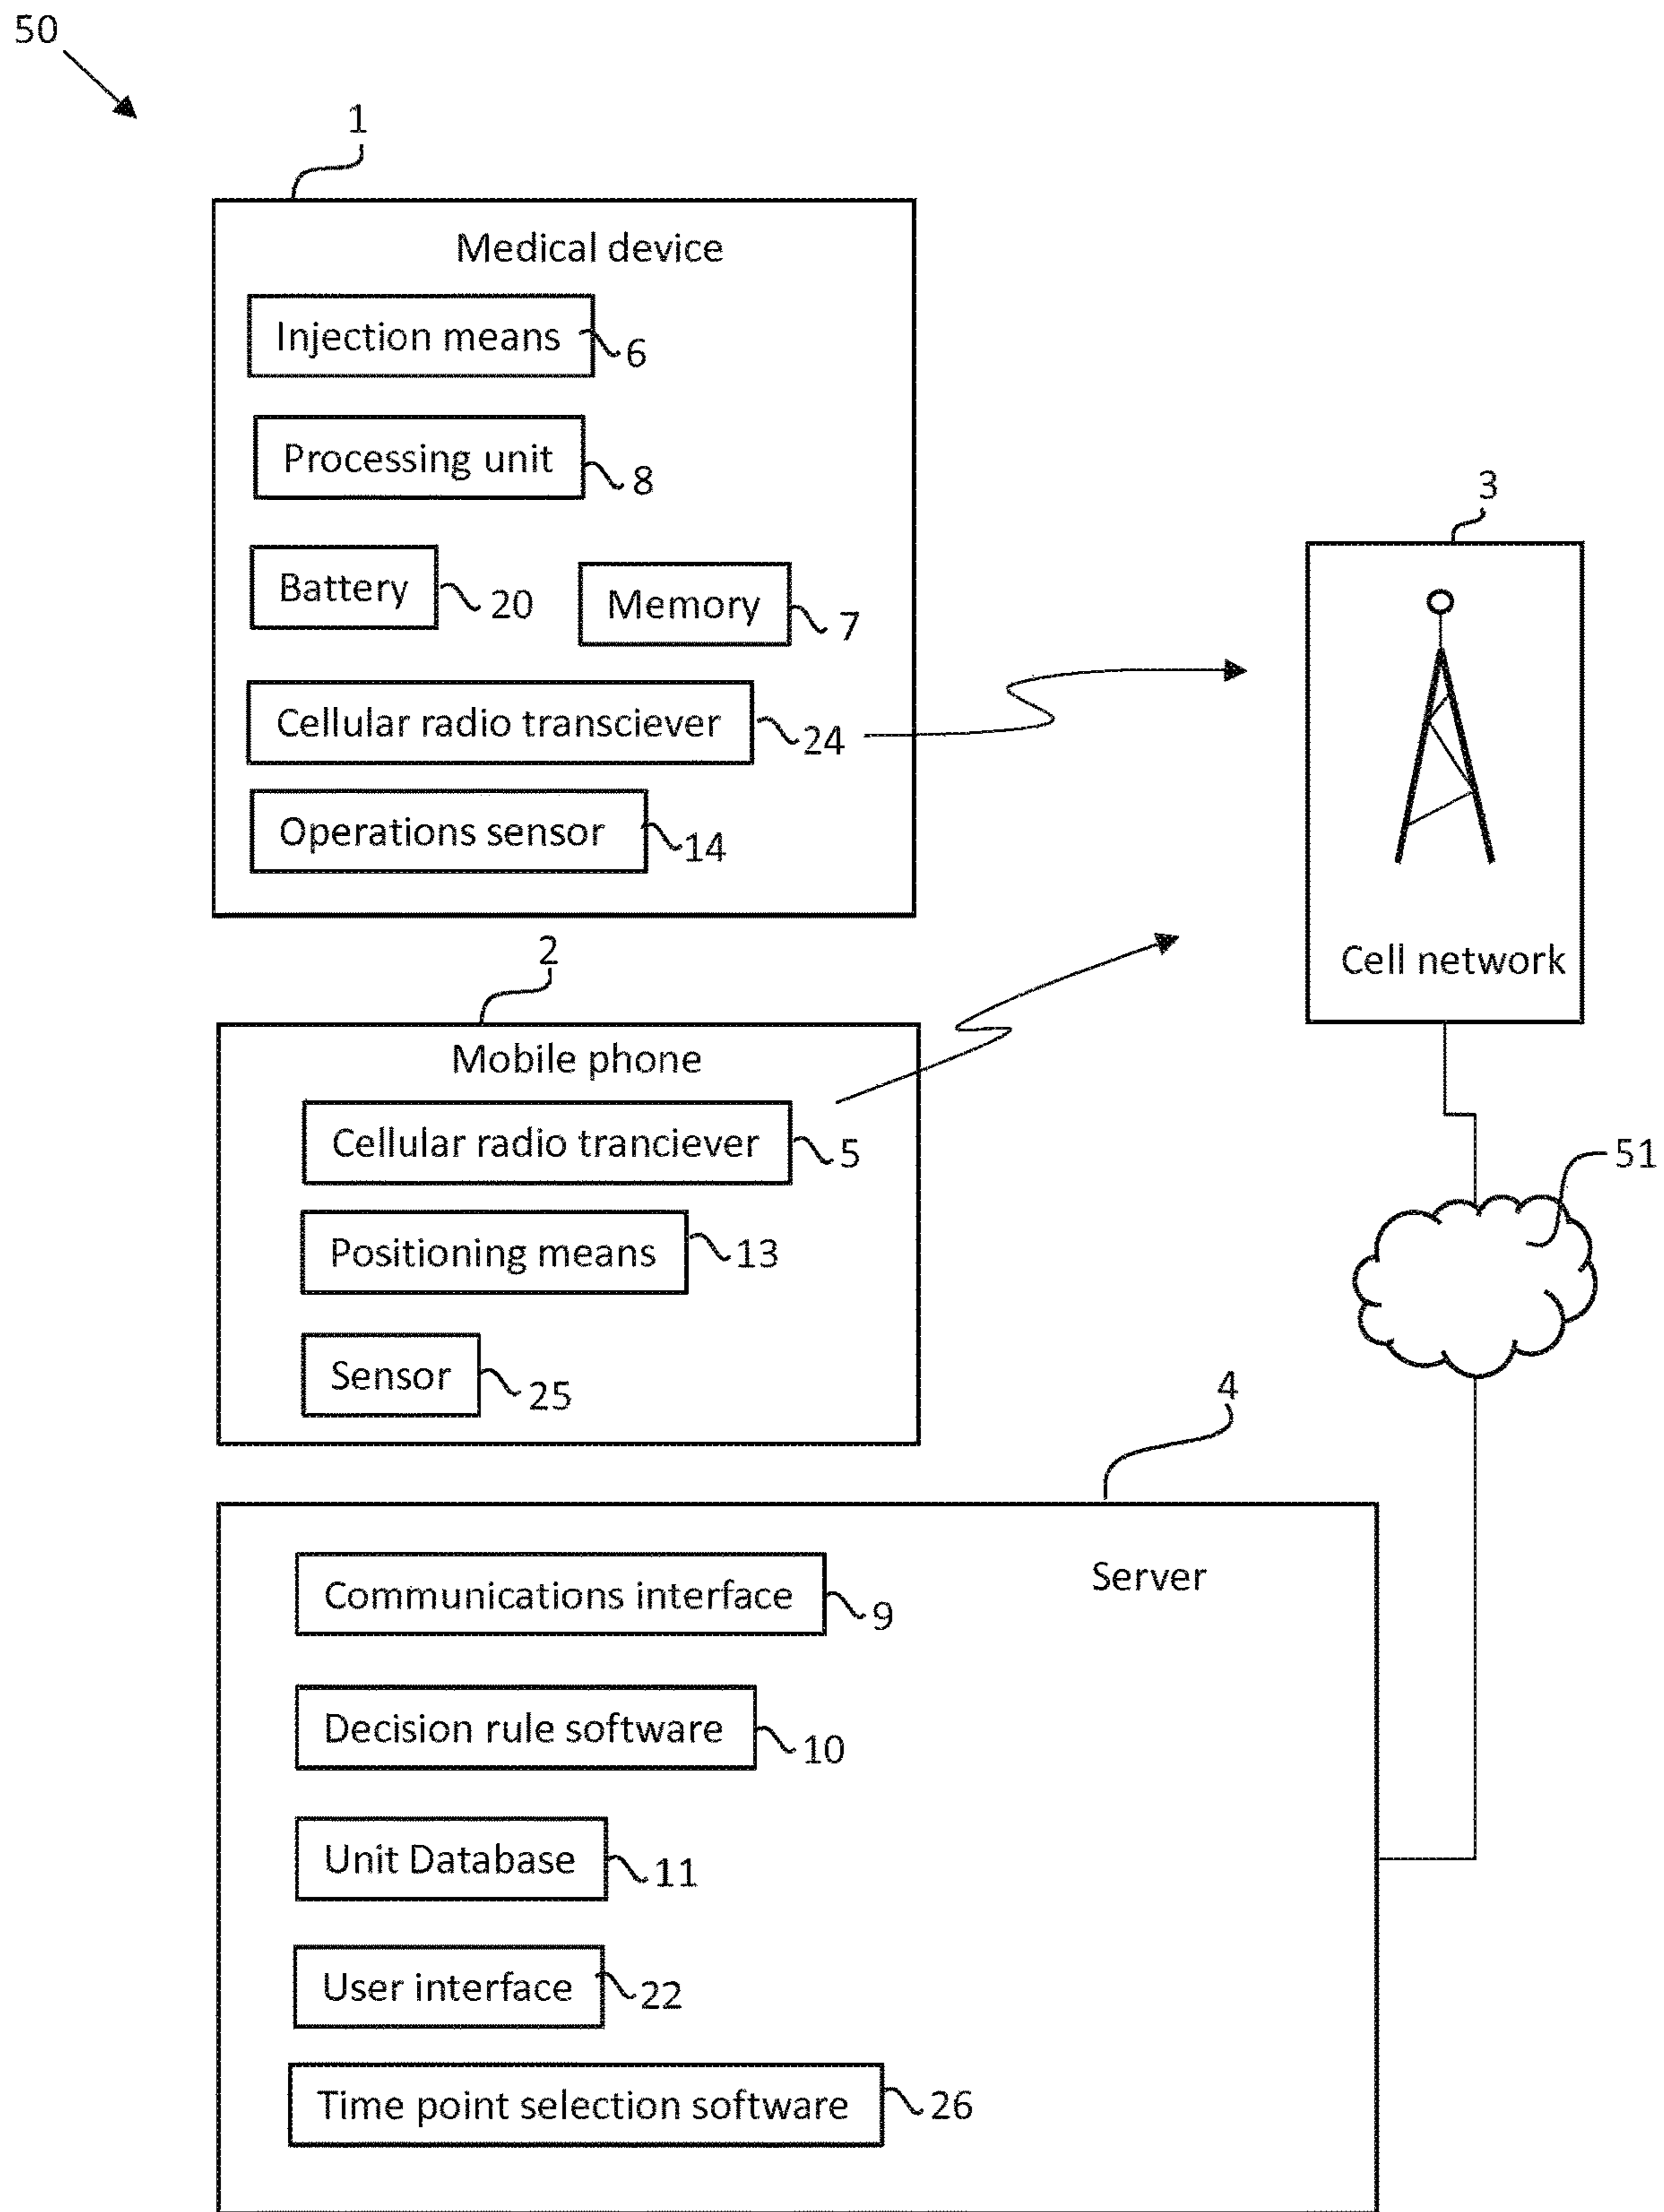 50
1
Medical device
Injection means
6
Processing unit
8
3
Battery
20
Memory
7
Cellular radio transciever
24
Operations sensor
14
Cell network
2
Mobile phone
Cellular radio tranciever
5
51
Positioning means
13
Sensor
25
4
Server
Communications interface
9
Decision rule software
10
Unit Database
11
User interface
22
Time point selection software
26